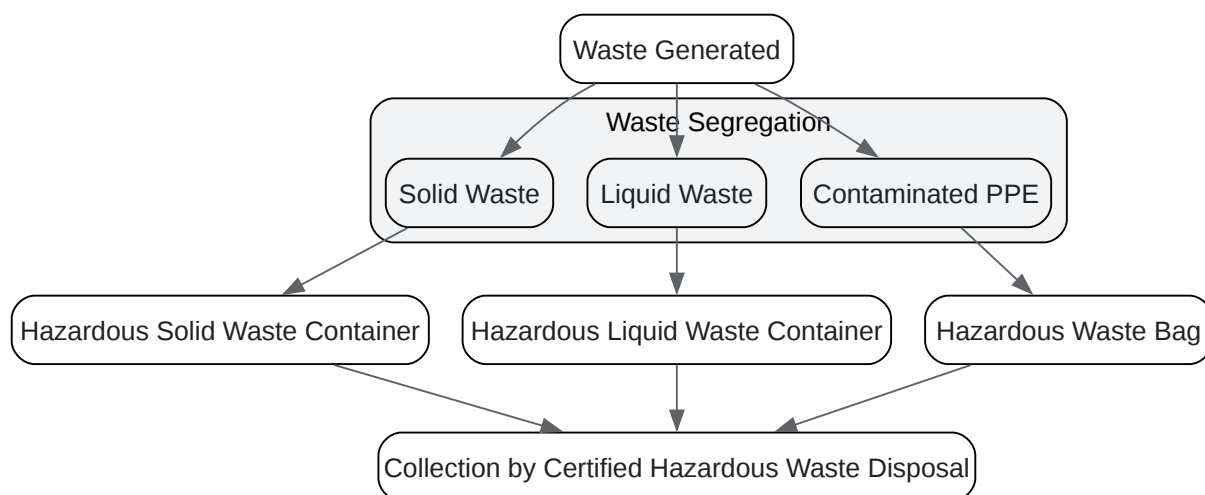 Waste Generated
Waste Segregation
Solid Waste
Liquid Waste
Contaminated PPE
Hazardous Solid Waste Container
Hazardous Liquid Waste Container
Hazardous Waste Bag
Collection by Certified Hazardous Waste Disposal